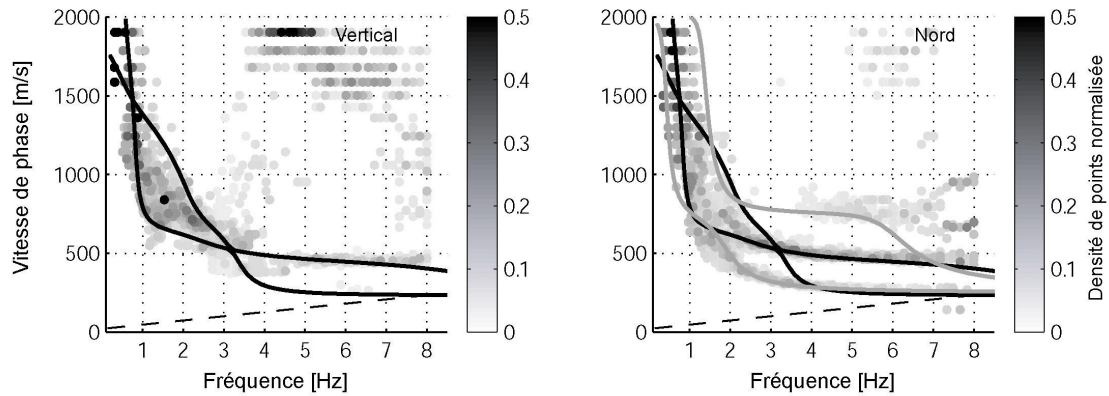 Vertical
Vitesse de phase [m/s]
2000
1500
1000
500
0
1 2 3 4 5 6 7 8
Fréquence [Hz]
0.5
0.4
0.3
0.2
0.1
0
Nord
2000
1500
1000
500
0
1 2 3 4 5 6 7 8
Fréquence [Hz]
0.5
0.4
0.3
0.2
0.1
0
Densité de points normalisée